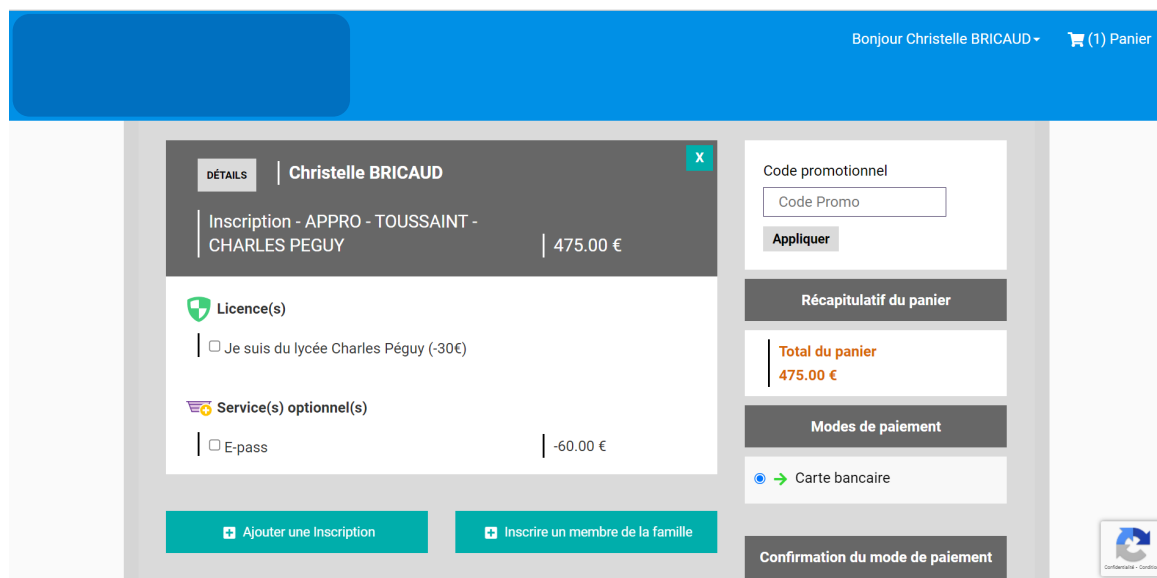 Bonjour Christelle BRICAUD
(1) Panier
DÉTAILS
Christelle BRICAUD
X
Inscription - APPRO - TOUSSAINT -
CHARLES PEGUY
475.00 €
Licence(s)
Je suis du lycée Charles Péguy (-30€)
Service(s) optionnel(s)
E-pass
-60.00 €
Ajouter une Inscription
Inscrire un membre de la famille
Code promotionnel
Code Promo
Appliquer
Récapitulatif du panier
Total du panier
475.00 €
Modes de paiement
Carte bancaire
Confirmation du mode de paiement